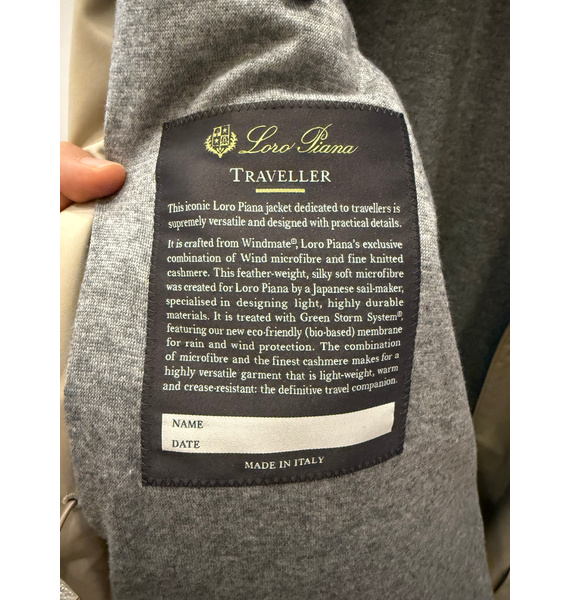 Loro Piana
TRAVELLER
This iconic Loro Piana jacket dedicated to travellers is
supremely versatile and designed with practical details.
It is crafted from Windmate®, Loro Piana's exclusive
combination of Wind microfibre and fine knitted
cashmere. This feather-weight, silky soft microfibre
was created for Loro Piana by a Japanese sail-maker,
specialised in designing light, highly durable
materials. It is treated with Green Storm System®,
featuring our new eco-friendly (bio-based) membrane
for rain and wind protection. The combination
of microfibre and the finest cashmere makes for a
highly versatile garment that is light-weight, warm
and crease-resistant: the definitive travel companion.
NAME
DATE
MADE IN ITALY